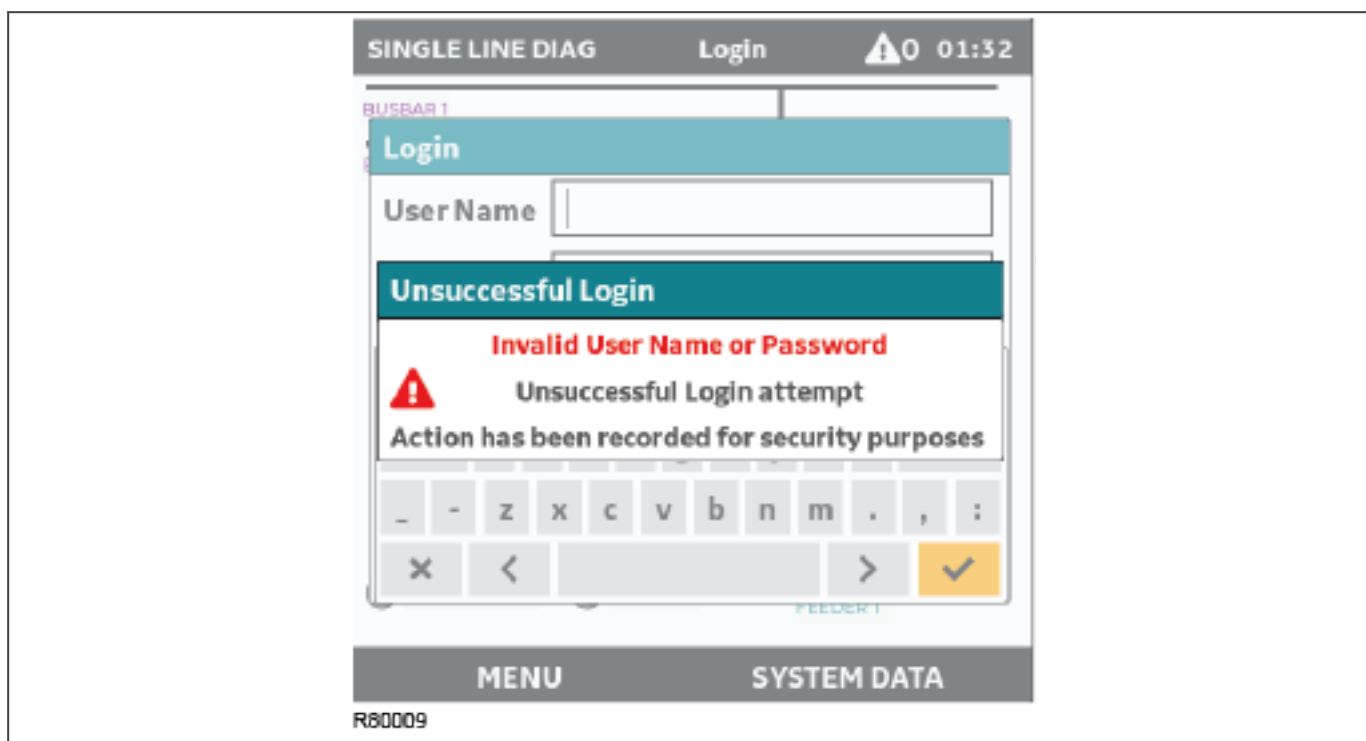 SINGLE LINE DIAG Login 0 01:32
BUSBAR 1
Login
User Name
Unsuccessful Login
Invalid User Name or Password
Unsuccessful Login attempt
Action has been recorded for security purposes
_ - z x c v b n m . , :
FEEDER 1
MENU SYSTEM DATA
R80009